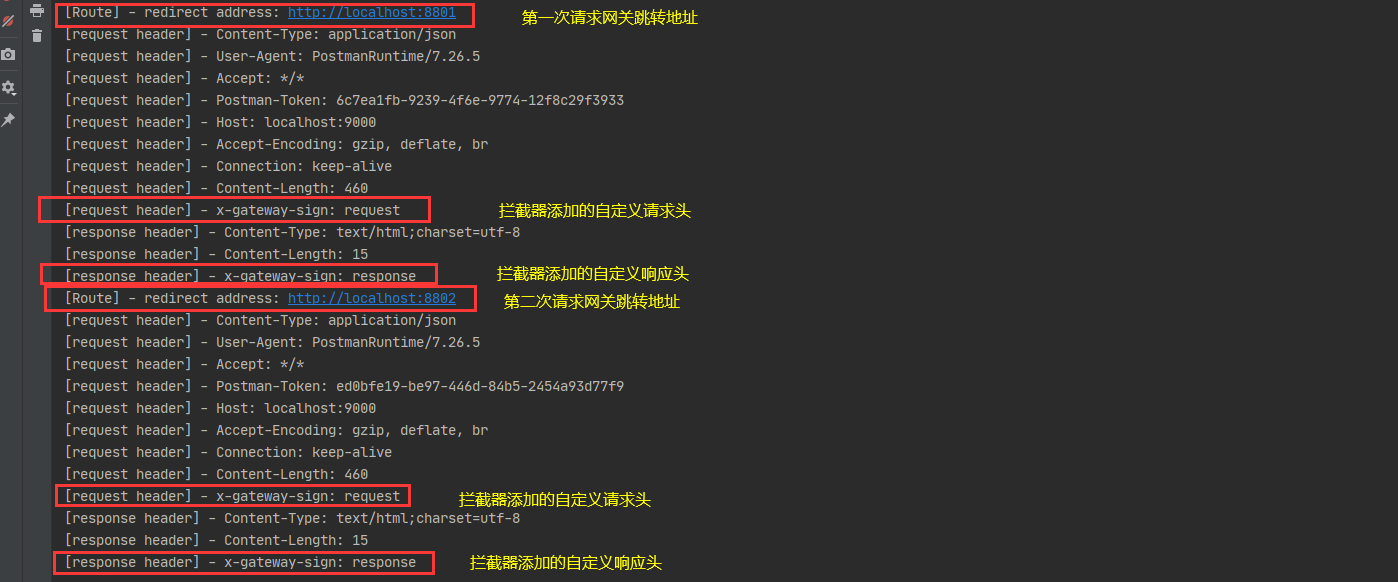 [Route] - redirect address: http://localhost:8801 第一次请求网关跳转地址
[request header] - Content-Type: application/json
[request header] - User-Agent: PostmanRuntime/7.26.5
[request header] - Accept: */*
[request header] - Postman-Token: 6c7ea1fb-9239-4f6e-9774-12f8c29f3933
[request header] - Host: localhost:9000
[request header] - Accept-Encoding: gzip, deflate, br
[request header] - Connection: keep-alive
[request header] - Content-Length: 460
[request header] - x-gateway-sign: request 拦截器添加的自定义请求头
[response header] - Content-Type: text/html;charset=utf-8
[response header] - Content-Length: 15
[response header] - x-gateway-sign: response 拦截器添加的自定义响应头
[Route] - redirect address: http://localhost:8802 第二次请求网关跳转地址
[request header] - Content-Type: application/json
[request header] - User-Agent: PostmanRuntime/7.26.5
[request header] - Accept: */*
[request header] - Postman-Token: ed0bfe19-be97-446d-84b5-2454a93d77f9
[request header] - Host: localhost:9000
[request header] - Accept-Encoding: gzip, deflate, br
[request header] - Connection: keep-alive
[request header] - Content-Length: 460
[request header] - x-gateway-sign: request 拦截器添加的自定义请求头
[response header] - Content-Type: text/html;charset=utf-8
[response header] - Content-Length: 15
[response header] - x-gateway-sign: response 拦截器添加的自定义响应头